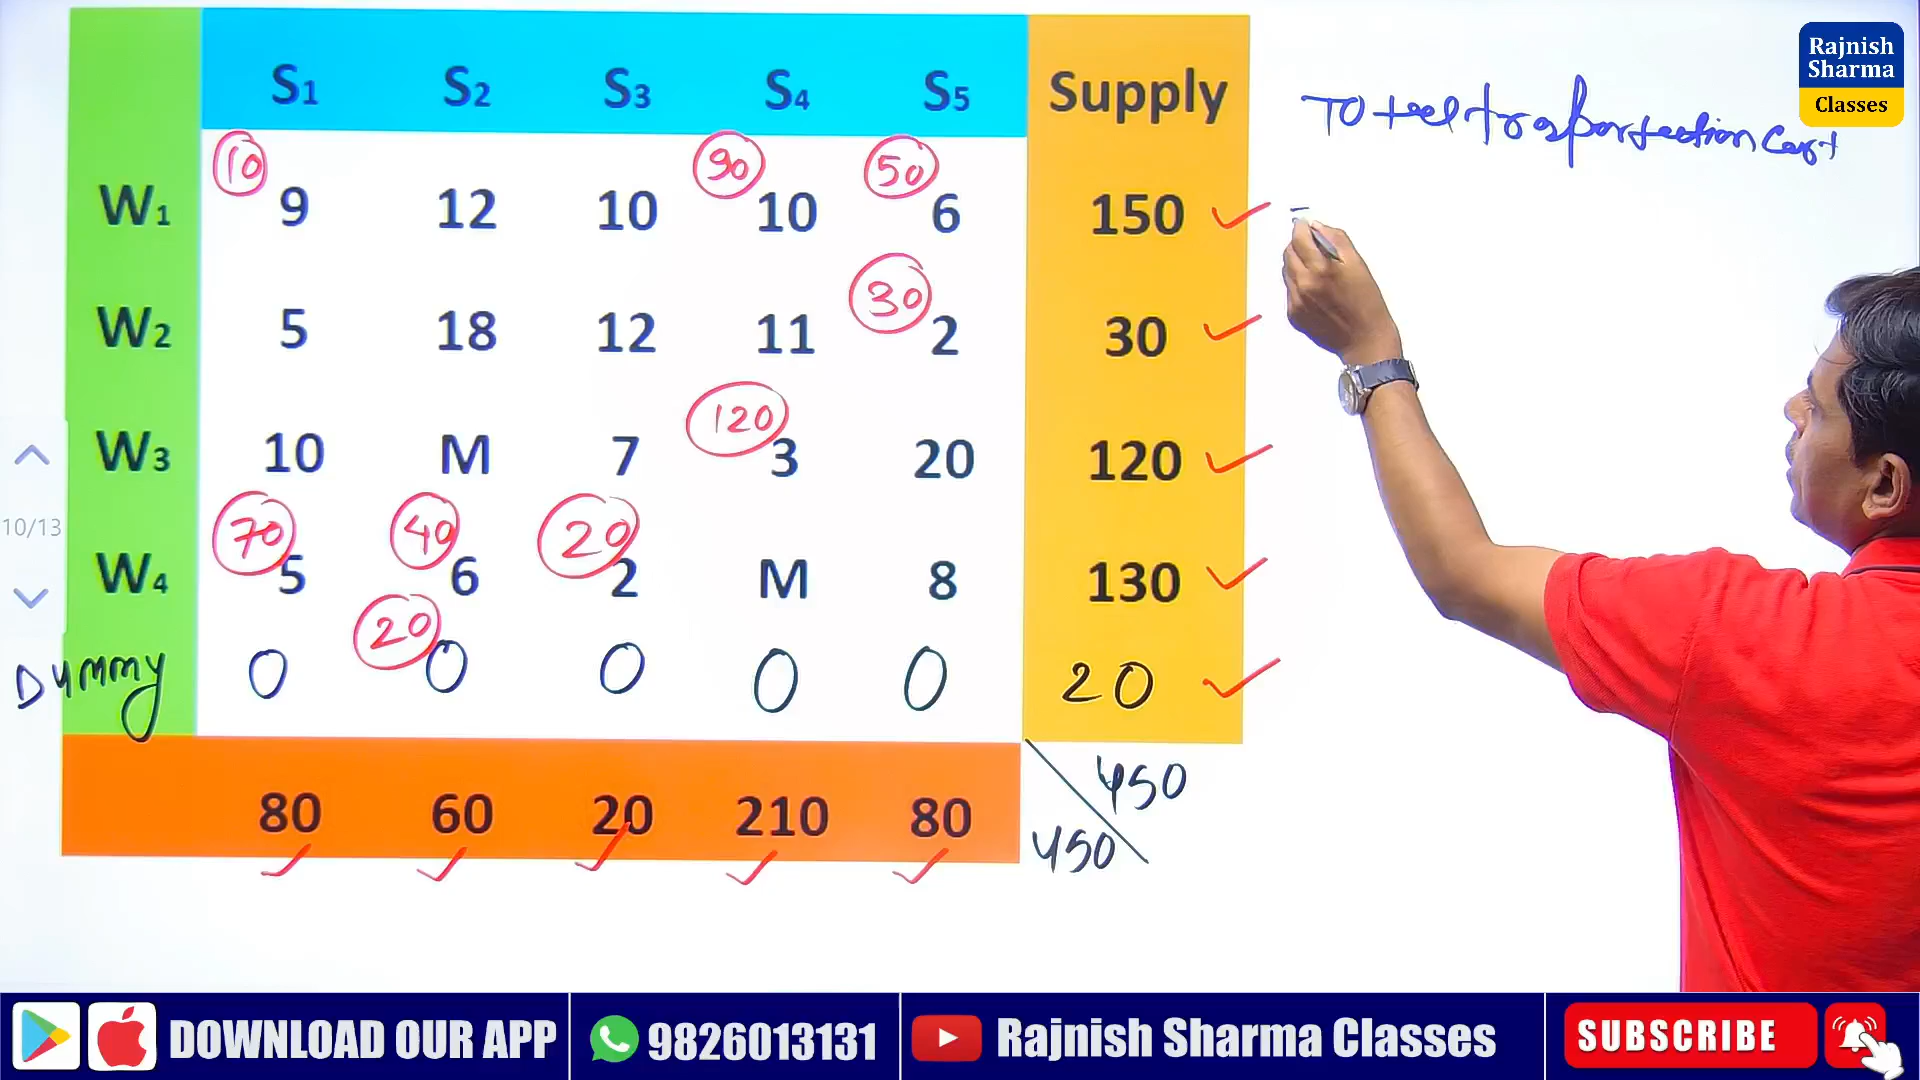 S1 S2 S3 S4 S5 Supply
Rajnish
Sharma
Classes
10 90 50
W1 9 12 10 10 6 150
30
W2 5 18 12 11 2 30
120
W3 10 M 7 3 20 120
70 40 20
10/13
W4 5 6 2 M 8 130
20
Dummy 0 0 0 0 0 20
80 60 20 210 80
450
450
DOWNLOAD OUR APP
9826013131
Rajnish Sharma Classes
SUBSCRIBE